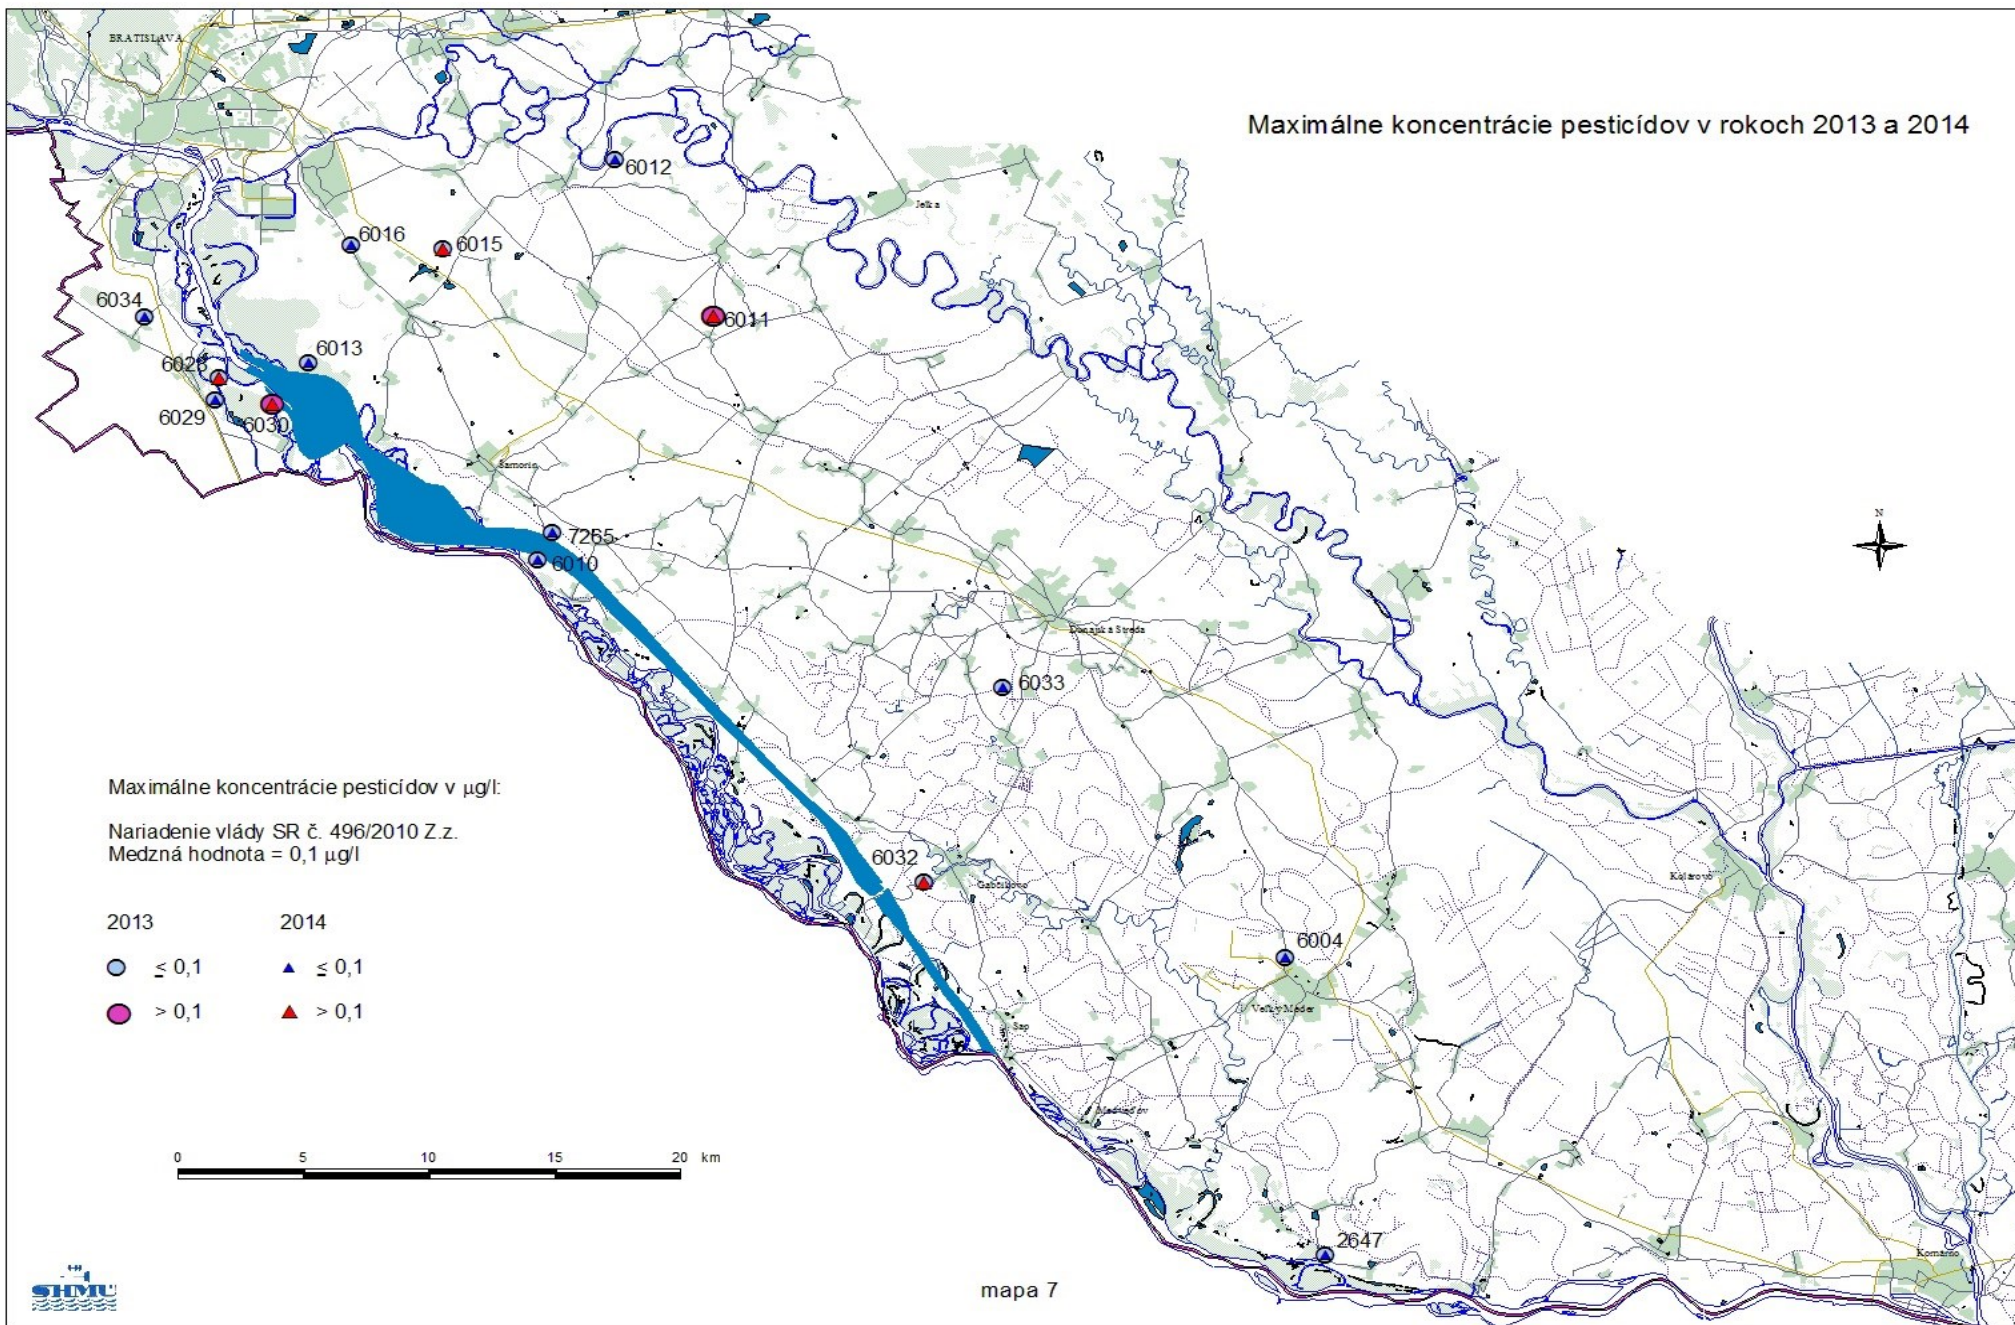 BRATISLAVA
Maximálne koncentrácie pesticídov v rokoch 2013 a 2014
6012
Jelka
6016
6015
6034
6011
6013
6029
6030
Šamorín
N
7265
6010
Dunajská Streda
6033
Maximálne koncentrácie pesticídov v µg/l:
Nariadenie vlády SR č. 496/2010 Z.z.
Medzná hodnota = 0,1 µg/l
6032
Gabčíkovo
Kolárovo
2013 2014
≤ 0,1 ≤ 0,1
> 0,1 > 0,1
6004
Veľký Meder
Sap
Medveďov
0 5 10 15 20 km
2647
Komárno
SHMU
mapa 7